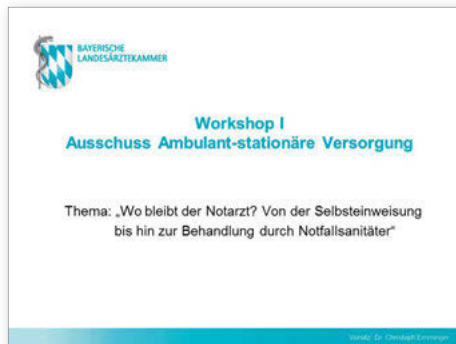 BAYERISCHE
LANDESÄRZTEKAMMER
Workshop I
Ausschuss Ambulant-stationäre Versorgung
Thema: „Wo bleibt der Notarzt? Von der Selbsteinweisung
bis hin zur Behandlung durch Notfallsanitäter“
Vorsitz: Dr. Christoph Emminger